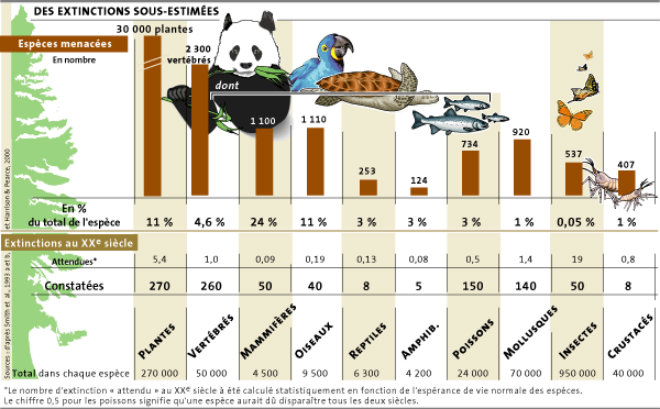 DES EXTINCTIONS SOUS-ESTIMÉES
30 000 plantes
Espèces menacées
En nombre
2 300
vertébrés
dont
1 100
1 110
253
124
734
920
537
407
En %
du total de l'espèce
11 % 4,6% 24 % 11 % 3 % 3 % 3 % 1 % 0,05 % 1 %
Extinctions au XXe siècle
Attendues* 5,4 1,0 0,09 0,19 0,13 0,08 0,5 1,4 19 0,8
Constatées 270 260 50 40 8 5 150 140 50 8
PLANTES VERTÉBRÉS MAMMIFÈRES OISEAUX REPTILES AMPHIB. POISSONS MOLLUSQUES INSECTES CRUSTACÉS
Total dans chaque espèce 270 000 50 000 4 500 9 500 6 300 4 200 24 000 70 000 950 000 40 000
*Le nombre d'extinction « attendu » au XXe siècle à été calculé statistiquement en fonction de l'espérance de vie normale des espèces.
Le chiffre 0,5 pour les poissons signifie qu'une espèce aurait dû disparaître tous les deux siècles.
Sources : d'après Smith et al., 1993 a et b, et Harrison & Pearce, 2000